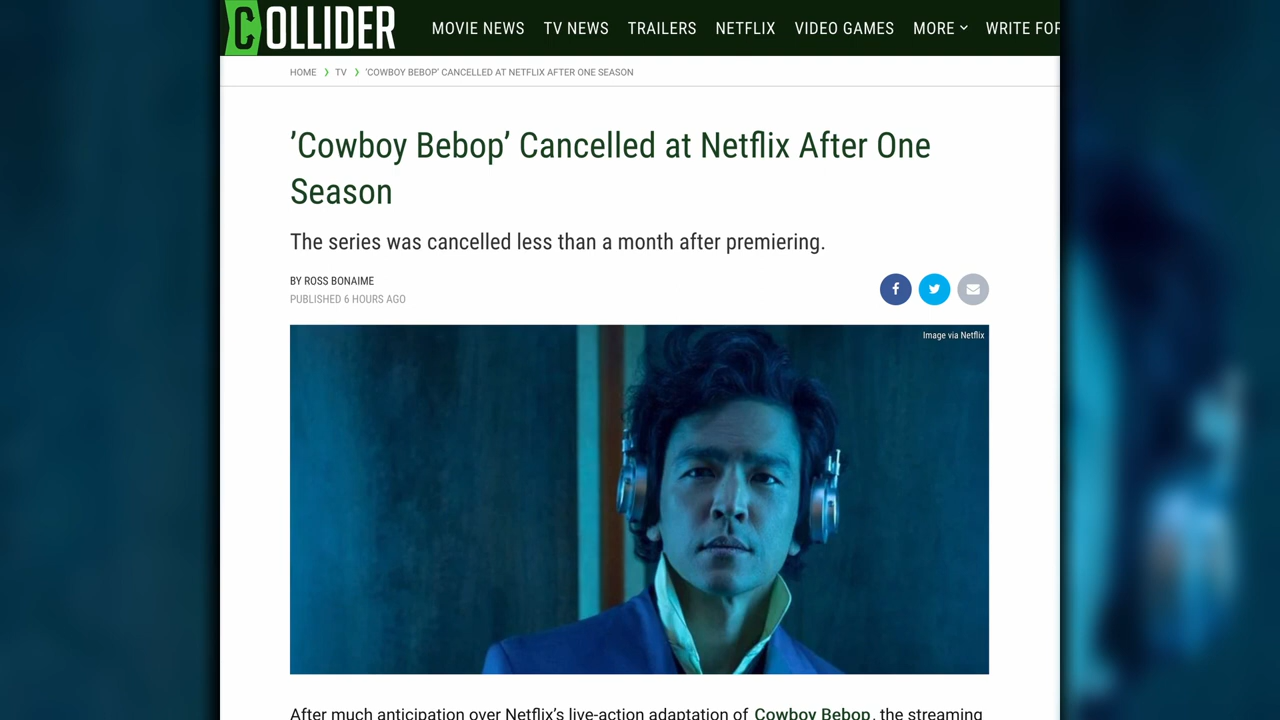 COLLIDER
MOVIE NEWS TV NEWS TRAILERS NETFLIX VIDEO GAMES MORE WRITE FOR
HOME TV 'COWBOY BEBOP' CANCELLED AT NETFLIX AFTER ONE SEASON
’Cowboy Bebop’ Cancelled at Netflix After One
Season
The series was cancelled less than a month after premiering.
BY ROSS BONAIME
PUBLISHED 6 HOURS AGO
Image via Netflix
After much anticipation over Netflix’s live-action adaptation of Cowboy Bebop, the streaming